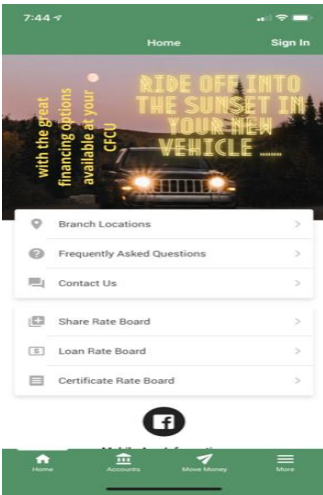 7:44
Home
Sign In
with the great
financing options
available at your
CFCU
RIDE OFF INTO
THE SUNSET IN
YOUR NEW
VEHICLE .....
Branch Locations
Frequently Asked Questions
Contact Us
Share Rate Board
Loan Rate Board
Certificate Rate Board
Home
Accounts
Move Money
More